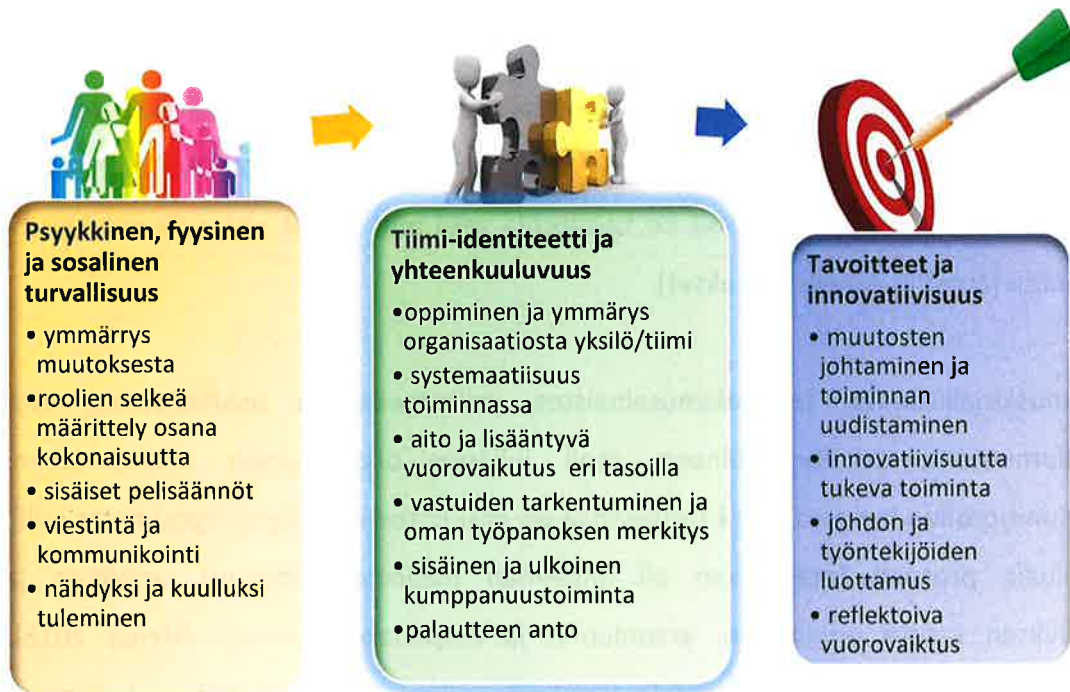 Psyykkinen, fyysinen
ja sosalinen
turvallisuus
• ymmärrys
muutoksesta
•roolien selkeä
määrittely osana
kokonaisuutta
• sisäiset pelisäännöt
• viestintä ja
kommunikointi
• nähdyksi ja kuulluksi
tuleminen
Tiimi-identiteetti ja
yhteenkuuluvuus
•oppiminen ja ymmärys
organisaatiosta yksilö/tiimi
• systemaatiisuus
toiminnassa
• aito ja lisääntyvä
vuorovaikutus eri tasoilla
• vastuiden tarkentuminen ja
oman työpanoksen merkitys
• sisäinen ja ulkoinen
kumppanuustoiminta
•palautteen anto
Tavoitteet ja
innovatiivisuus
• muutosten
johtaminen ja
toiminnan
uudistaminen
• innovatiivisuutta
tukeva toiminta
• johdon ja
työntekijöiden
luottamus
• reflektoiva
vuorovaiktus